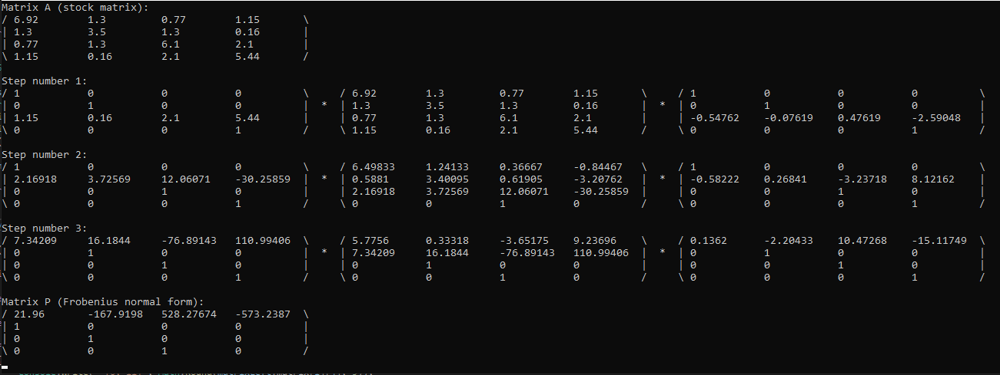 Matrix A (stock matrix):
/ 6.92 1.3 0.77 1.15 \
| 1.3 3.5 1.3 0.16 |
| 0.77 1.3 6.1 2.1 |
\ 1.15 0.16 2.1 5.44 /
Step number 1:
/ 1 0 0 0 \ / 6.92 1.3 0.77 1.15 \ / 1 0 0 0 \
| 0 1 0 0 | * | 1.3 3.5 1.3 0.16 | * | 0 1 0 0 |
| 1.15 0.16 2.1 5.44 | | 0.77 1.3 6.1 2.1 | | -0.54762 -0.07619 0.47619 -2.59048 |
\ 0 0 0 1 / \ 1.15 0.16 2.1 5.44 / \ 0 0 0 1 /
Step number 2:
/ 1 0 0 0 \ / 6.49833 1.24133 0.36667 -0.84467 \ / 1 0 0 0 \
| 2.16918 3.72569 12.06071 -30.25859 | * | 0.5881 3.40095 0.61905 -3.20762 | * | -0.58222 0.26841 -3.23718 8.12162 |
| 0 0 1 0 | | 2.16918 3.72569 12.06071 -30.25859 | | 0 0 1 0 |
\ 0 0 0 1 / \ 0 0 1 0 / \ 0 0 0 1 /
Step number 3:
/ 7.34209 16.1844 -76.89143 110.99406 \ / 5.7756 0.33318 -3.65175 9.23696 \ / 0.1362 -2.20433 10.47268 -15.11749 \
| 0 1 0 0 | * | 7.34209 16.1844 -76.89143 110.99406 | * | 0 1 0 0 |
| 0 0 1 0 | | 0 1 0 0 | | 0 0 1 0 |
\ 0 0 0 1 / \ 0 0 1 0 / \ 0 0 0 1 /
Matrix P (Frobenius normal form):
/ 21.96 -167.9198 528.27674 -573.2387 \
| 1 0 0 0 |
| 0 1 0 0 |
\ 0 0 1 0 /